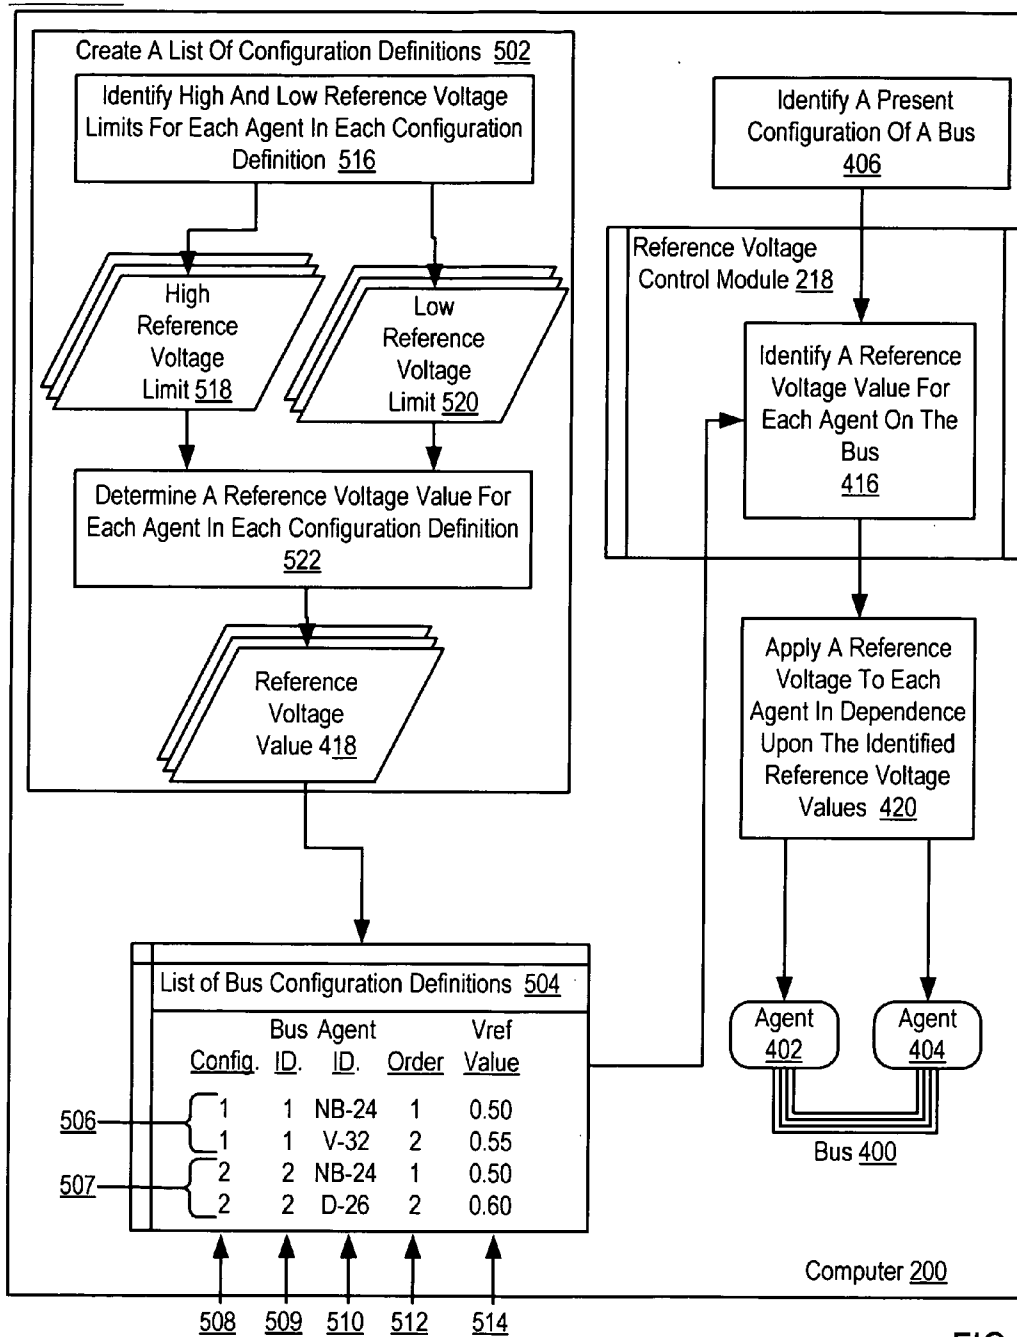 Create A List Of Configuration Definitions 502
Identify High And Low Reference Voltage
Limits For Each Agent In Each Configuration
Definition 516
High
Reference
Voltage
Limit 518
Low
Reference
Voltage
Limit 520
Determine A Reference Voltage Value For
Each Agent In Each Configuration Definition
522
Reference
Voltage
Value 418
Identify A Present
Configuration Of A Bus
406
Reference Voltage
Control Module 218
Identify A Reference
Voltage Value For
Each Agent On The
Bus
416
Apply A Reference
Voltage To Each
Agent In Dependence
Upon The Identified
Reference Voltage
Values 420
Agent
402
Agent
404
Bus 400
List of Bus Configuration Definitions 504
Bus Agent Vref
Config. ID. ID. Order Value
506
1 1 NB-24 1 0.50
1 1 V-32 2 0.55
507
2 2 NB-24 1 0.50
2 2 D-26 2 0.60
508 509 510 512 514
Computer 200